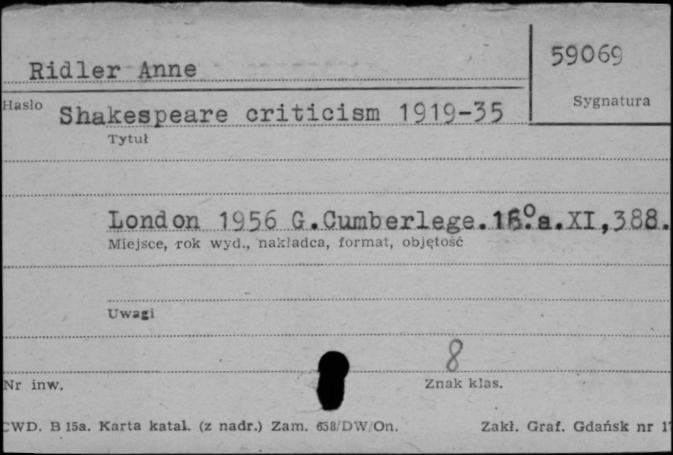 59069
Ridler Anne
Hasło
Sygnatura
Shakespeare criticism 1919-35
Tytuł
London 1956 G.Cumberlege.16.°a.XI,388.
Miejsce, rok wyd., nakładca, format, objętość
Uwagi
8
Nr inw.
Znak klas.
CWD. B 15a. Karta katal. (z nadr.) Zam. 658/DW/On.
Zakł. Graf. Gdańsk nr 1